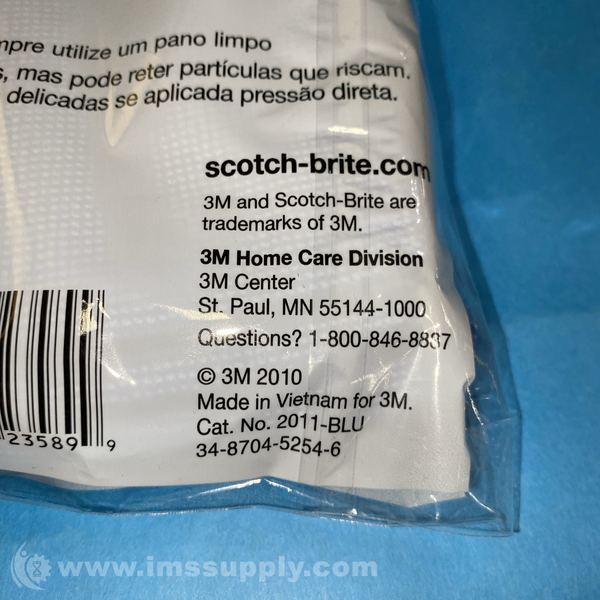 mpre utilize um pano limpo
s, mas pode reter partículas que riscam.
delicadas se aplicada pressão direta.
scotch-brite.com
3M and Scotch-Brite are
trademarks of 3M.
3M Home Care Division
3M Center
St. Paul, MN 55144-1000
Questions? 1-800-846-8837
© 3M 2010
Made in Vietnam for 3M.
Cat. No. 2011-BLU
34-8704-5254-6
23589 9
www.imssupply.com